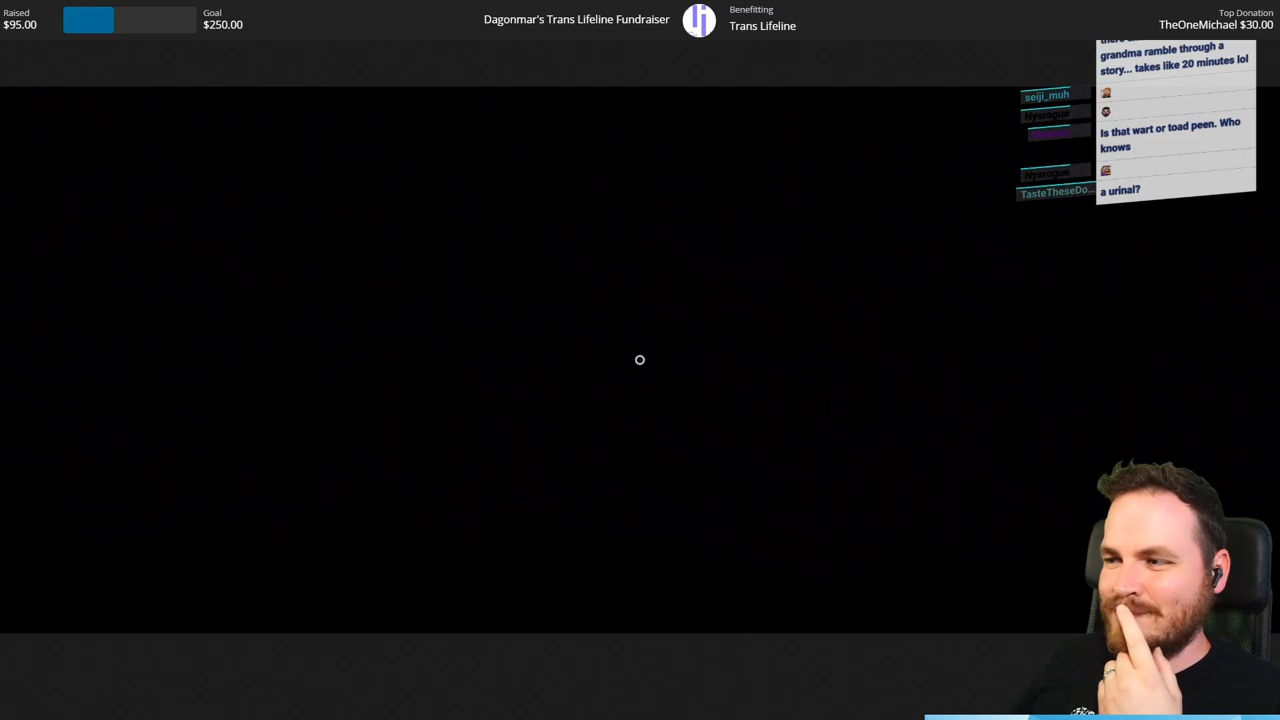 Raised
$95.00
Goal
$250.00
Dagonmar's Trans Lifeline Fundraiser
Benefitting
Trans Lifeline
Top Donation
TheOneMichael $30.00
grandma ramble through a
story... takes like 20 minutes lol
seiji_muh
Nysrogue
Is that wart or toad peen. Who
knows
Nysrogue
TasteTheseDo...
a urinal?